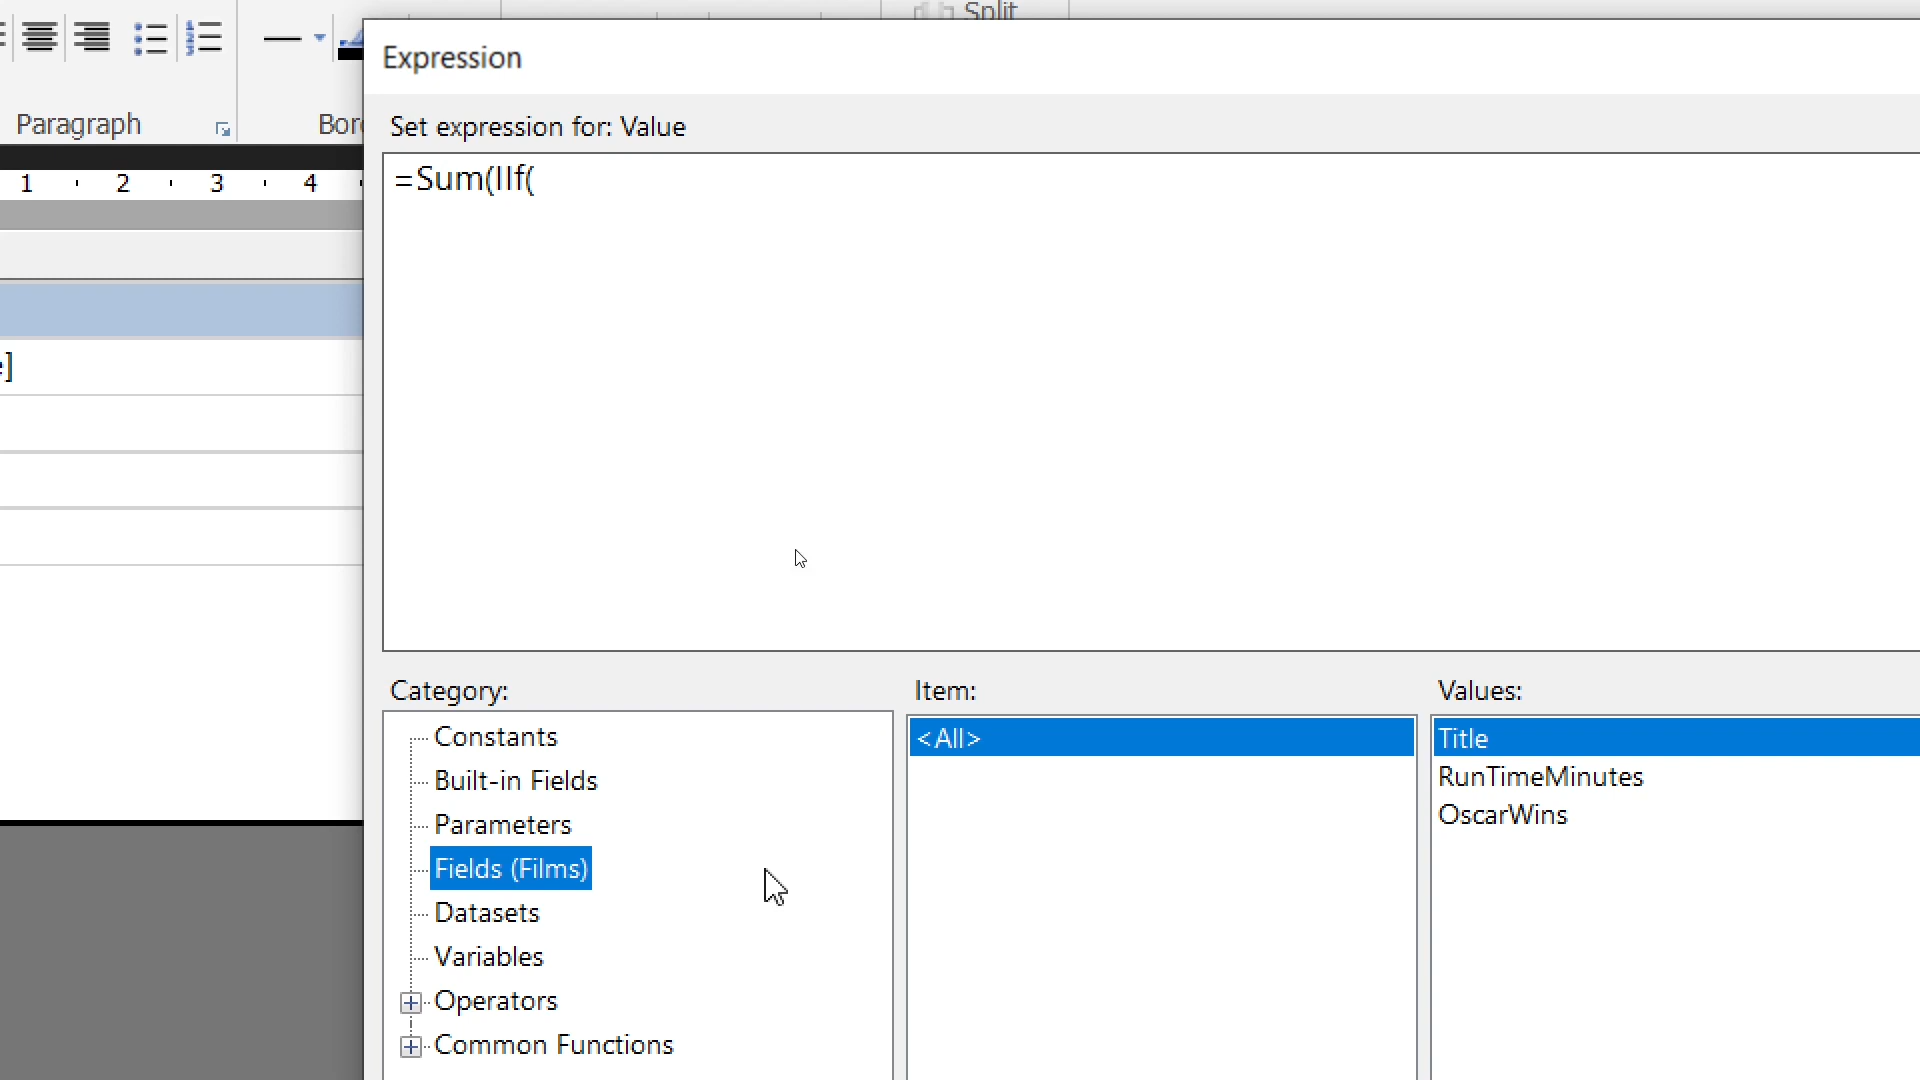 Split
Paragraph
Bor
1 2 3 4
e]
Expression
Set expression for: Value
=Sum(IIf(
Category:
Constants
Built-in Fields
Parameters
Fields (Films)
Datasets
Variables
Operators
Common Functions
Item:
<All>
Values:
Title
RunTimeMinutes
OscarWins